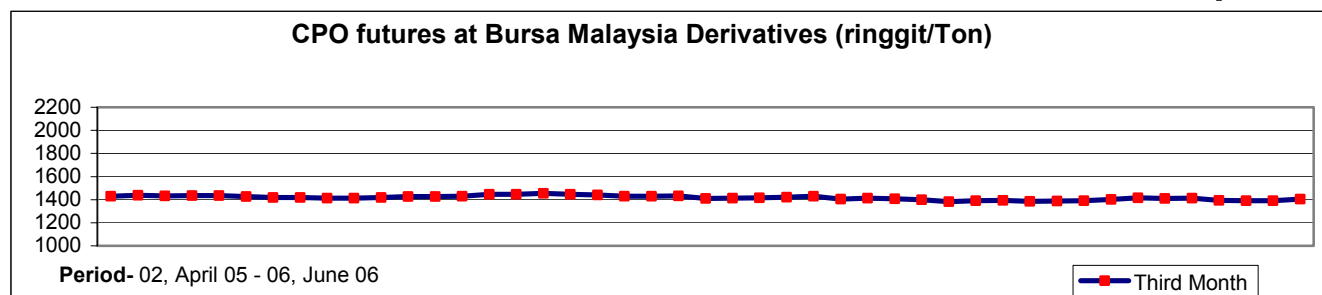 CPO futures at Bursa Malaysia Derivatives (ringgit/Ton)
2200
2000
1800
1600
1400
1200
1000
Period- 02, April 05 - 06, June 06
Third Month